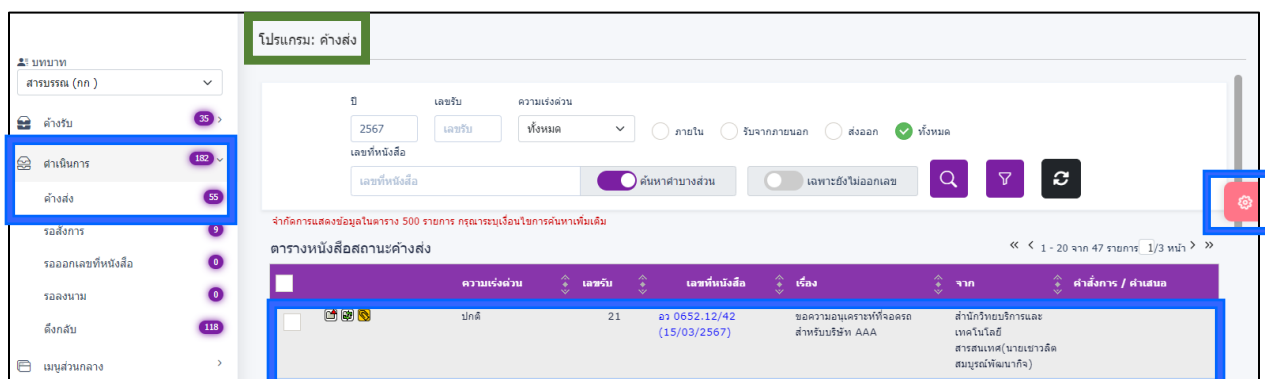 โปรแกรม: ค้างส่ง
บทบาท
สารบรรณ (กก )
ค้างรับ 35
ดำเนินการ 182
ค้างส่ง 55
รอสั่งการ 9
รอออกเลขที่หนังสือ 0
รอลงนาม 0
ดึงกลับ 118
เมนูส่วนกลาง
ปี เลขรับ ความเร่งด่วน
2567 เลขรับ ทั้งหมด ภายใน รับจากภายนอก ส่งออก ทั้งหมด
เลขที่หนังสือ
เลขที่หนังสือ ค้นหาคำบางส่วน เฉพาะยังไม่ออกเลข
จำกัดการแสดงข้อมูลในตาราง 500 รายการ กรุณาระบุเงื่อนไขการค้นหาเพิ่มเติม
ตารางหนังสือสถานะค้างส่ง « < 1 - 20 จาก 47 รายการ 1/3 หน้า > »
ความเร่งด่วน เลขรับ เลขที่หนังสือ เรื่อง จาก คำสั่งการ / คำเสนอ
ปกติ 21 อว 0652.12/42 ขอความอนุเคราะห์ที่จอดรถ สำนักวิทยบริการและ
(15/03/2567) สำหรับบริษัท AAA เทคโนโลยี
สารสนเทศ(นายเชาวลิต
สมบูรณ์พัฒนากิจ)